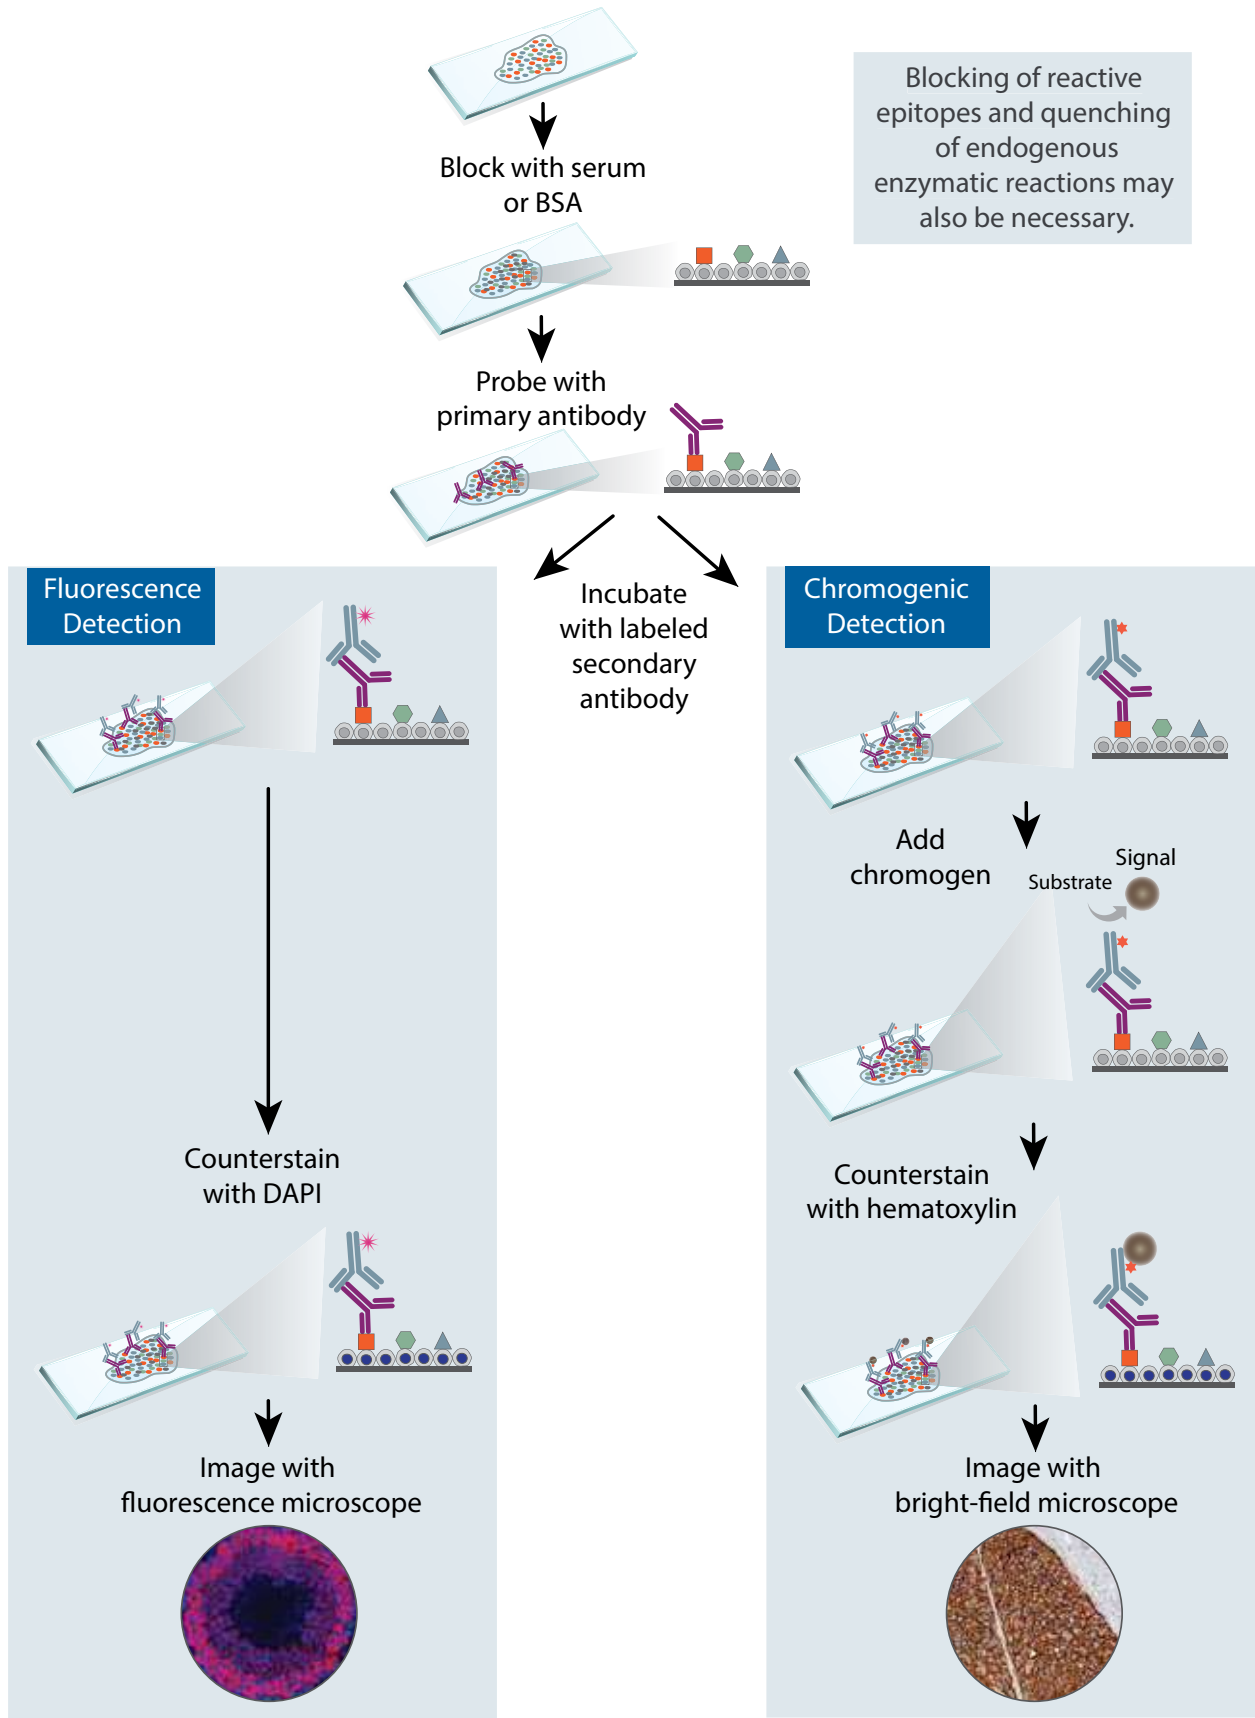 Blocking of reactive
epitopes and quenching
of endogenous
enzymatic reactions may
also be necessary.
Block with serum
or BSA
Probe with
primary antibody
Incubate
with labeled
secondary
antibody
Fluorescence
Detection
Counterstain
with DAPI
Image with
fluorescence microscope
Chromogenic
Detection
Add
chromogen
Signal
Substrate
Counterstain
with hematoxylin
Image with
bright-field microscope